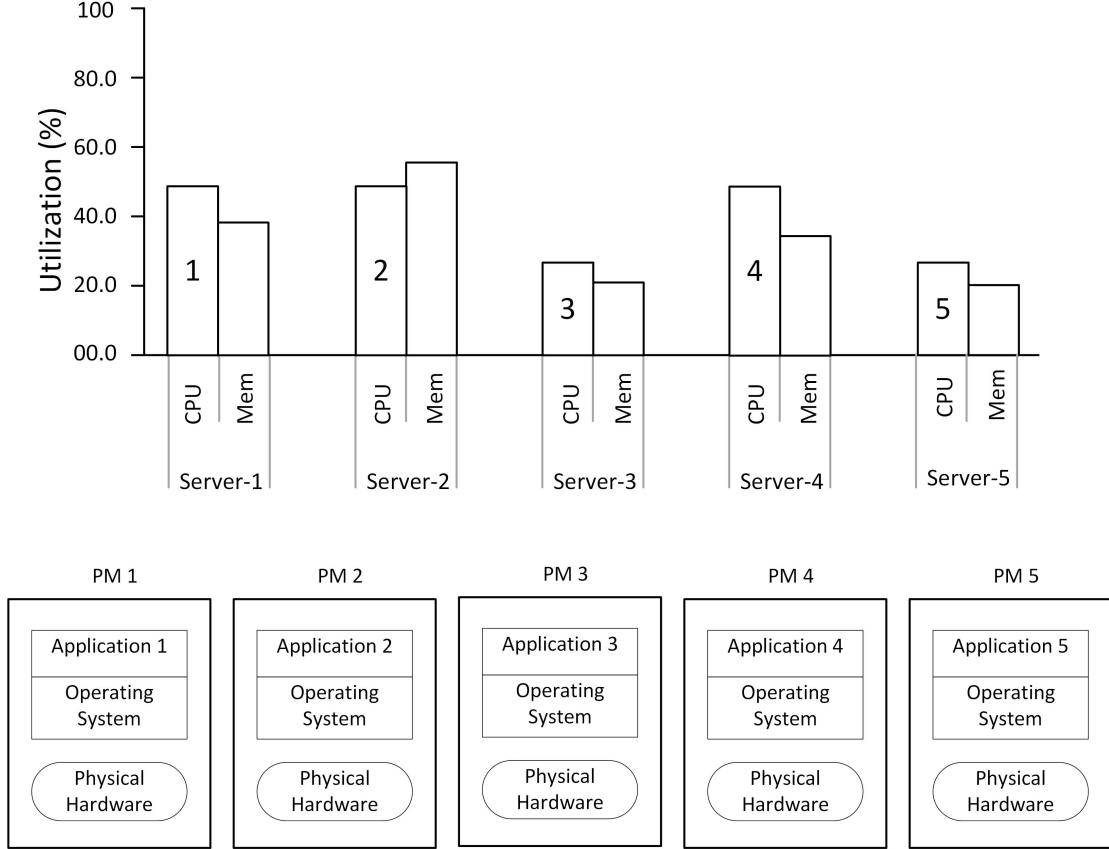 100
80.0
60.0
40.0
20.0
00.0
Utilization (%)
1
2
3
4
5
CPU
Mem
CPU
Mem
CPU
Mem
CPU
Mem
CPU
Mem
Server-1
Server-2
Server-3
Server-4
Server-5
PM 1
PM 2
PM 3
PM 4
PM 5
Application 1
Operating
System
Physical
Hardware
Application 2
Operating
System
Physical
Hardware
Application 3
Operating
System
Physical
Hardware
Application 4
Operating
System
Physical
Hardware
Application 5
Operating
System
Physical
Hardware